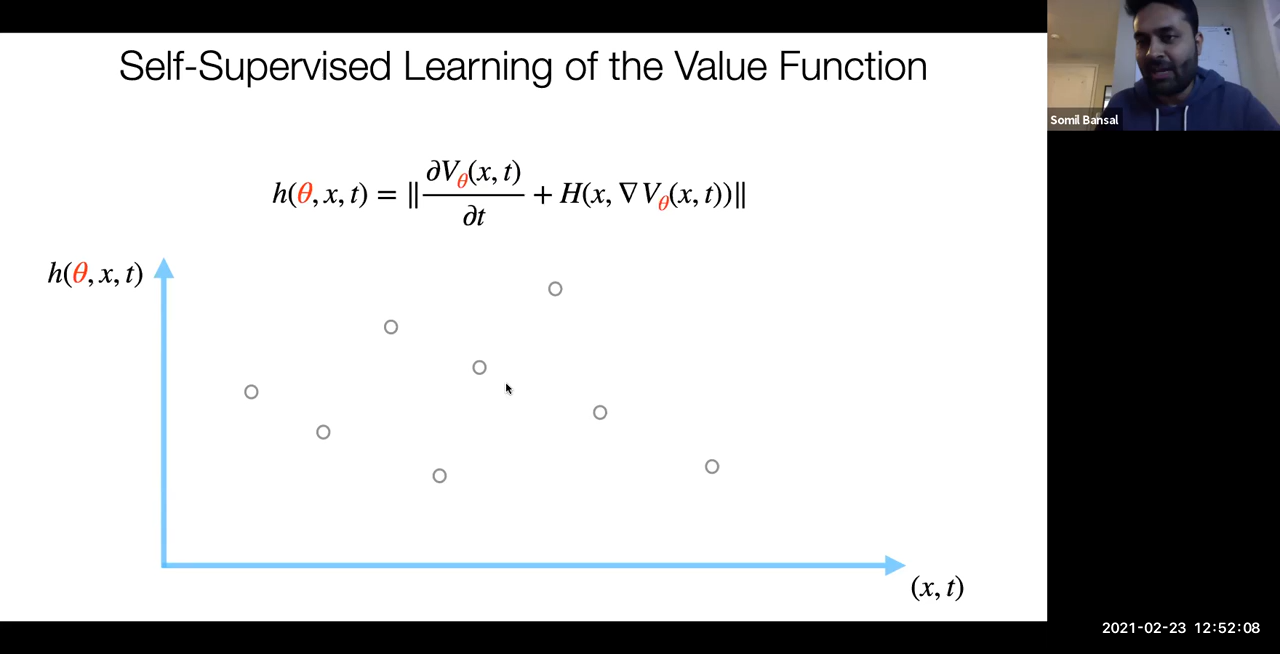 Self-Supervised Learning of the Value Function
h(θ, x, t) = ‖ ∂V_θ(x, t) / ∂t + H(x, ∇V_θ(x, t))‖
h(θ, x, t)
(x, t)
Somil Bansal
2021-02-23 12:52:08